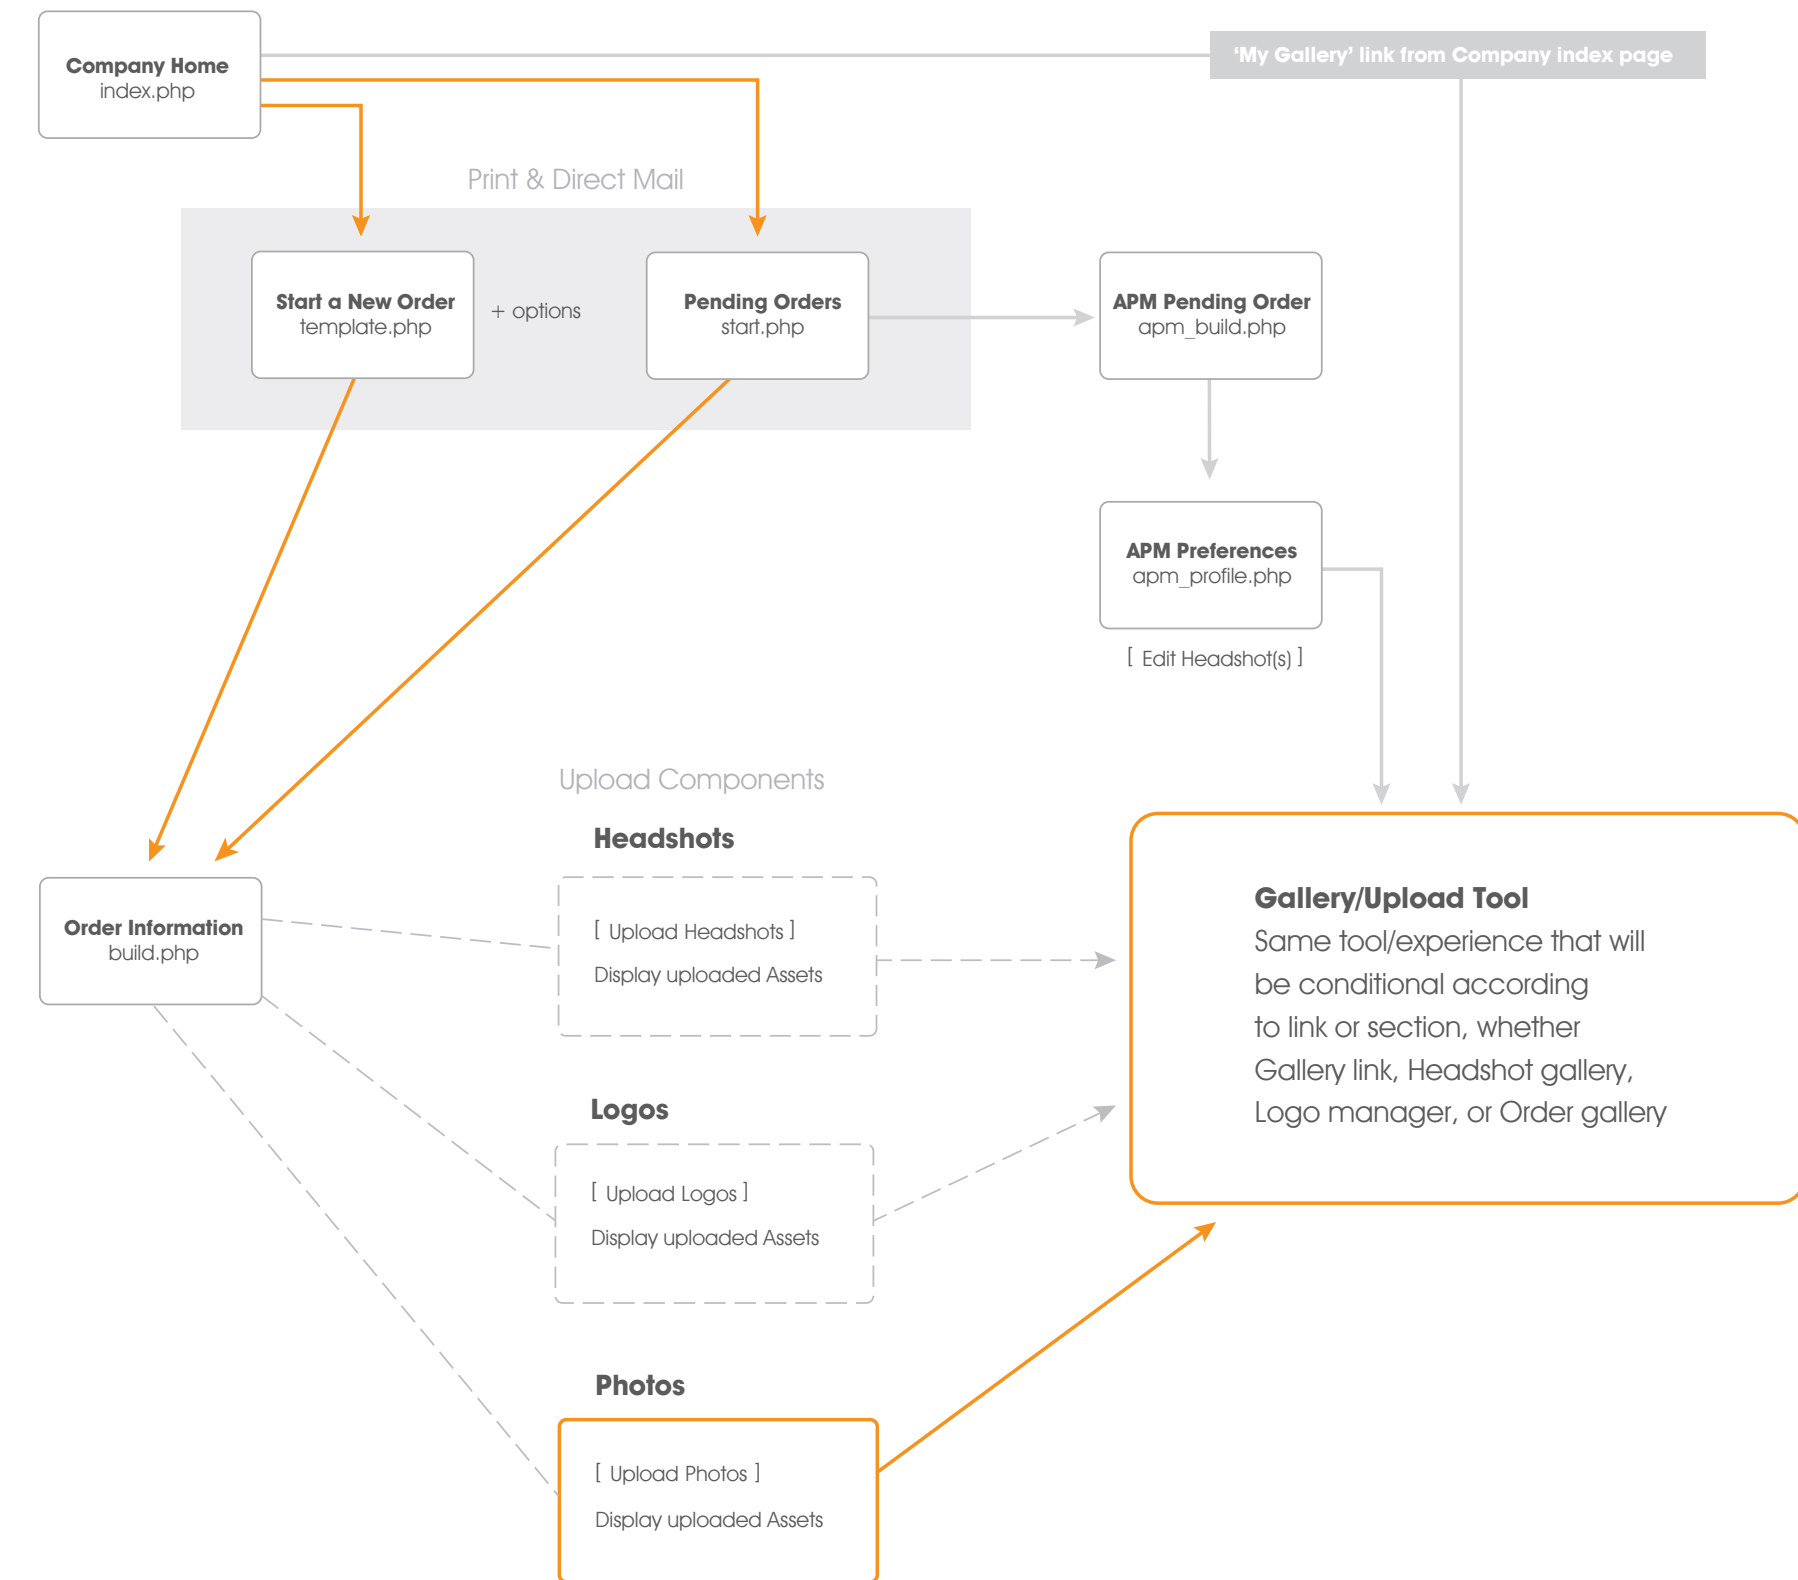 Company Home
index.php
‘My Gallery’ link from Company index page
Print & Direct Mail
Start a New Order
template.php
+ options
Pending Orders
start.php
APM Pending Order
apm_build.php
APM Preferences
apm_profile.php
[ Edit Headshot(s) ]
Upload Components
Headshots
Order Information
build.php
[ Upload Headshots ]
Display uploaded Assets
Gallery/Upload Tool
Same tool/experience that will
be conditional according
to link or section, whether
Gallery link, Headshot gallery,
Logo manager, or Order gallery
Logos
[ Upload Logos ]
Display uploaded Assets
Photos
[ Upload Photos ]
Display uploaded Assets